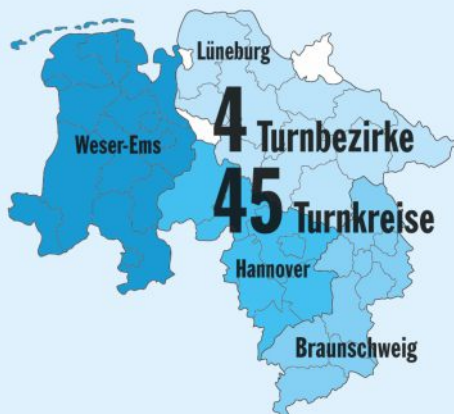 Lüneburg
4 Turnbezirke
Weser-Ems
45 Turnkreise
Hannover
Braunschweig